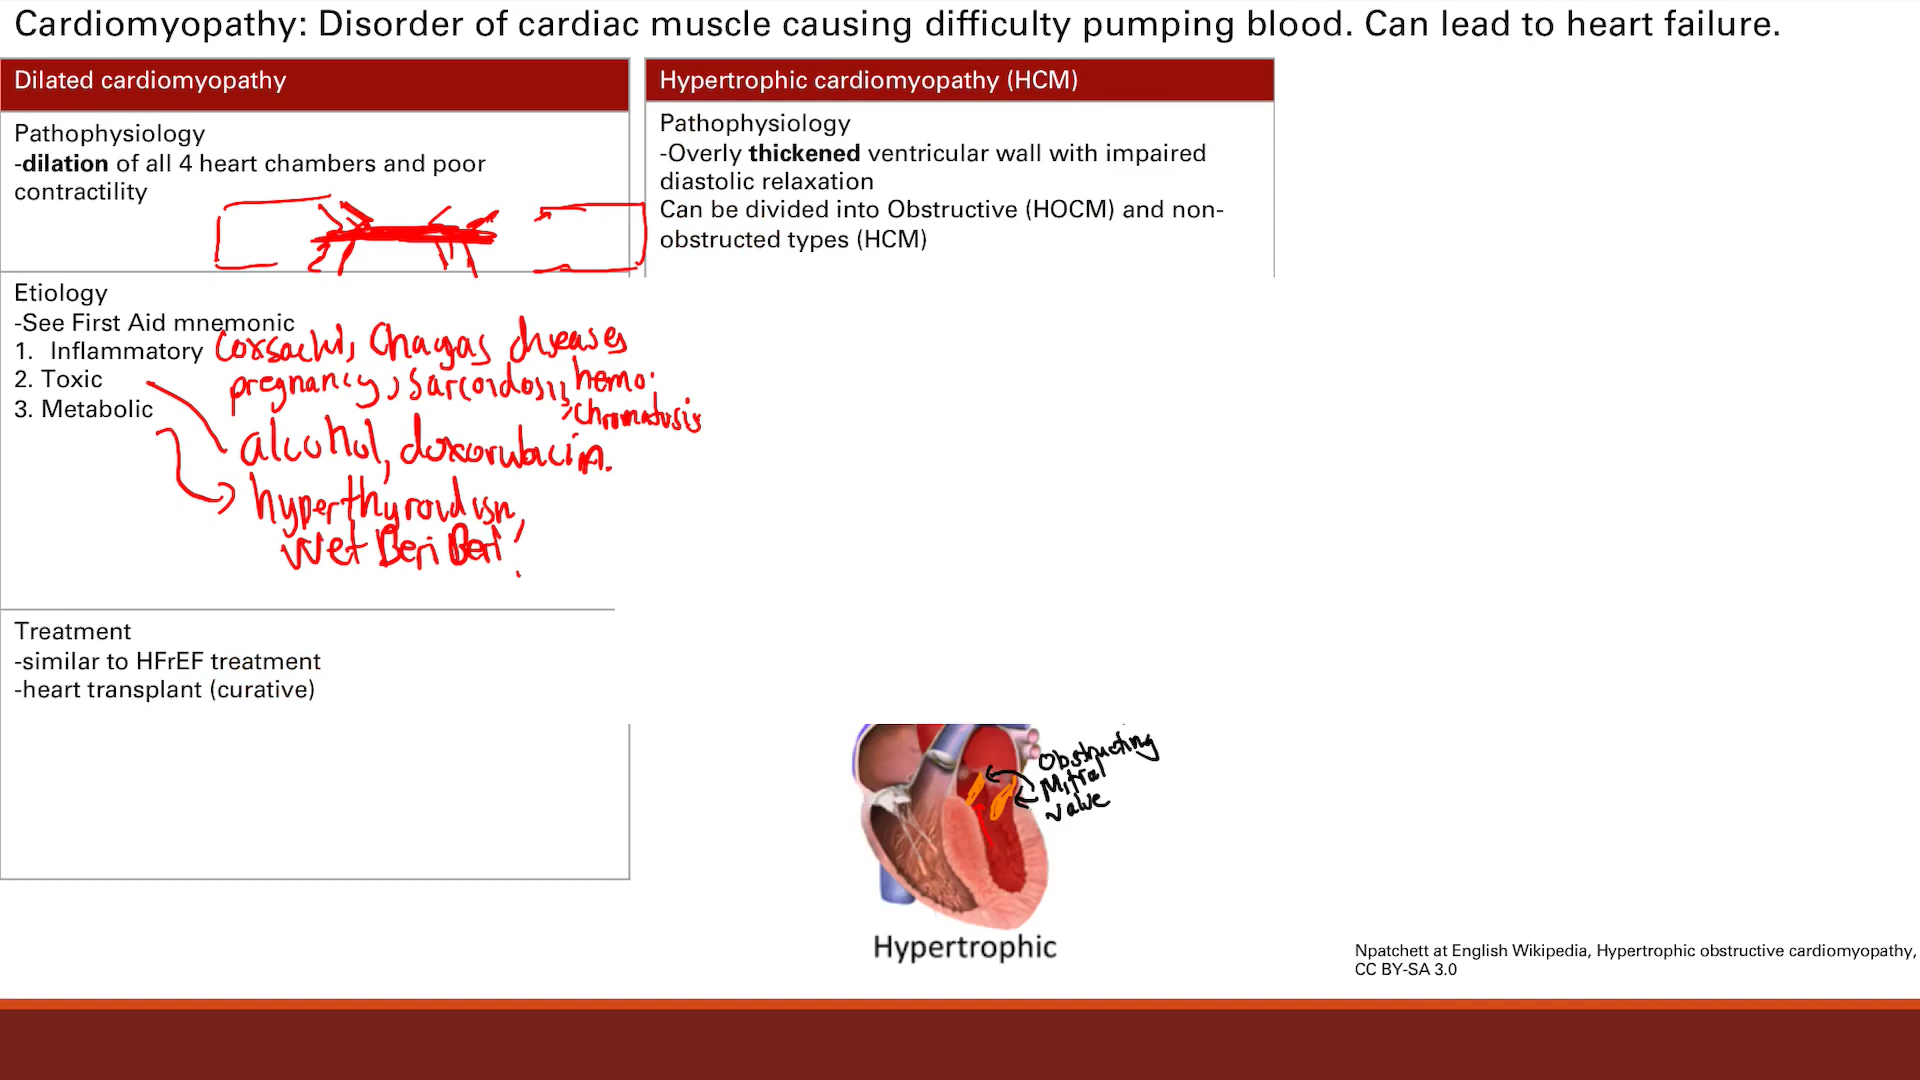 Cardiomyopathy: Disorder of cardiac muscle causing difficulty pumping blood. Can lead to heart failure.
Dilated cardiomyopathy
Pathophysiology
-dilation of all 4 heart chambers and poor
contractility
Etiology
-See First Aid mnemonic
1. Inflammatory
2. Toxic
3. Metabolic
Coxsachi, Chagas diseases
pregnancy, sarcoidosis, hemo-
chromatosis
alcohol, doxorubacin.
hyperthyroidism,
Wet Beri Beri
Treatment
-similar to HFrEF treatment
-heart transplant (curative)
Hypertrophic cardiomyopathy (HCM)
Pathophysiology
-Overly thickened ventricular wall with impaired
diastolic relaxation
Can be divided into Obstructive (HOCM) and non-
obstructed types (HCM)
Obstructing
Mitral
valve
Hypertrophic
Npatchett at English Wikipedia, Hypertrophic obstructive cardiomyopathy,
CC BY-SA 3.0